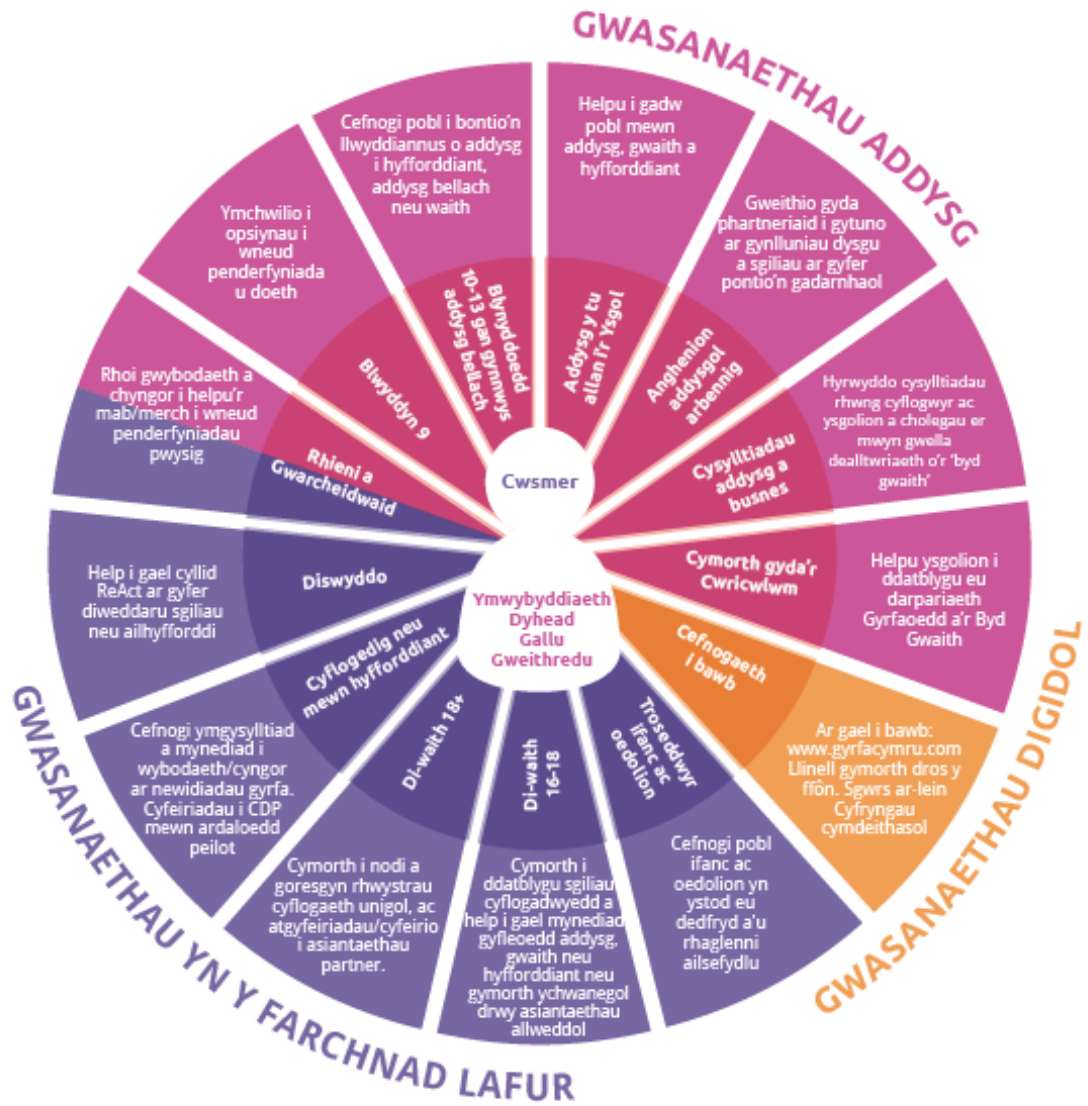 GWASANAETHAU ADDYSG
Helpu i gadw
pobl mewn
addysg, gwaith a
hyfforddiant
Addysg y tu
allan i'r Ysgol
Gweithio gyda
phartneriaid i gytuno
ar gynlluniau dysgu
a sgiliau ar gyfer
pontio'n gadarnhaol
Anghenion
addysgol
arbennig
Hyrwyddo cysylltiadau
rhwng cyflogwyr ac
ysgolion a cholegau er
mwyn gwella
dealltwriaeth o'r 'byd
gwaith'
Cysylltiadau
addysg a
busnes
Helpu ysgolion i
ddatblygu eu
darpariaeth
Gyrfaoedd a'r Byd
Gwaith
Cymorth gyda'r
Cwricwlwm
GWASANAETHAU DIGIDOL
Ar gael i bawb:
www.gyrfacymru.com
Llinell gymorth dros y
ffôn. Sgwrs ar-lein
Cyfryngau
cymdeithasol
Cefnogaeth
i bawb
GWASANAETHAU YN Y FARCHNAD LAFUR
Cefnogi pobl
ifanc ac
oedolion yn
ystod eu
dedfryd a'u
rhaglenni
ailsefydlu
Troseddwyr
ifanc ac
oedolion
Cymorth i
ddatblygu sgiliau
cyflogadwyedd a
help i gael mynediad
gyfleoedd addysg,
gwaith neu
hyfforddiant neu
gymorth ychwanegol
drwy asiantaethau
allweddol
Di-waith
16-18
Cymorth i nodi a
goresgyn rhwystrau
cyflogaeth unigol, ac
atgyfeiriadau/cyfeirio
i asiantaethau
partner.
Di-waith 18+
Cefnogi ymgysylltiad
a mynediad i
wybodaeth/cyngor
ar newidiadau gyrfa.
Cyfeiriadau i CDP
mewn ardaloedd
peilot
Cyflogedig neu
mewn hyfforddiant
Help i gael cyllid
ReAct ar gyfer
diweddaru sgiliau
neu ailhyfforddi
Diswyddo
Rhoi gwybodaeth a
chyngor i helpu'r
mab/merch i wneud
penderfyniadau
pwysig
Rhieni a
Gwarcheidwaid
Ymchwilio i
opsiynau i
wneud
penderfyniada
u doeth
Blwyddyn 9
Cefnogi pobl i bontio'n
llwyddiannus o addysg
i hyfforddiant,
addysg bellach
neu waith
Blynyddoedd
10-13 gan gynnwys
addysg bellach
Cwsmer
Ymwybyddiaeth
Dyhead
Gallu
Gweithredu